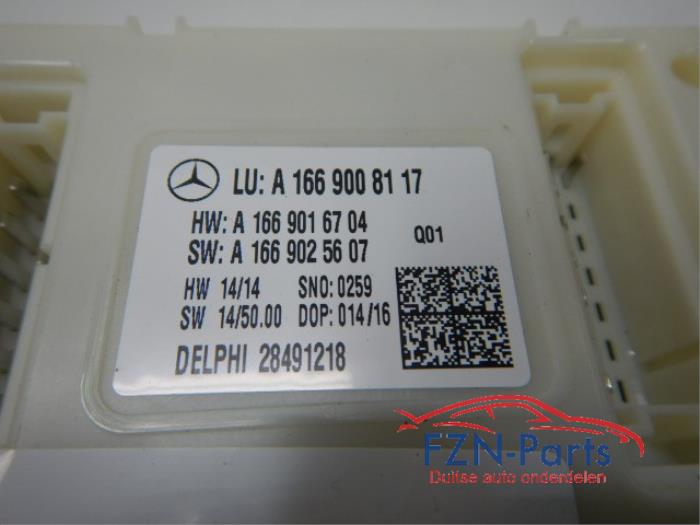 LU: A 166 900 81 17
HW: A 166 901 67 04
SW: A 166 902 56 07
Q01
HW 14/14 SNO: 0259
SW 14/50.00 DOP: 014/16
DELPHI 28491218
FZN-Parts
Duitse auto onderdelen